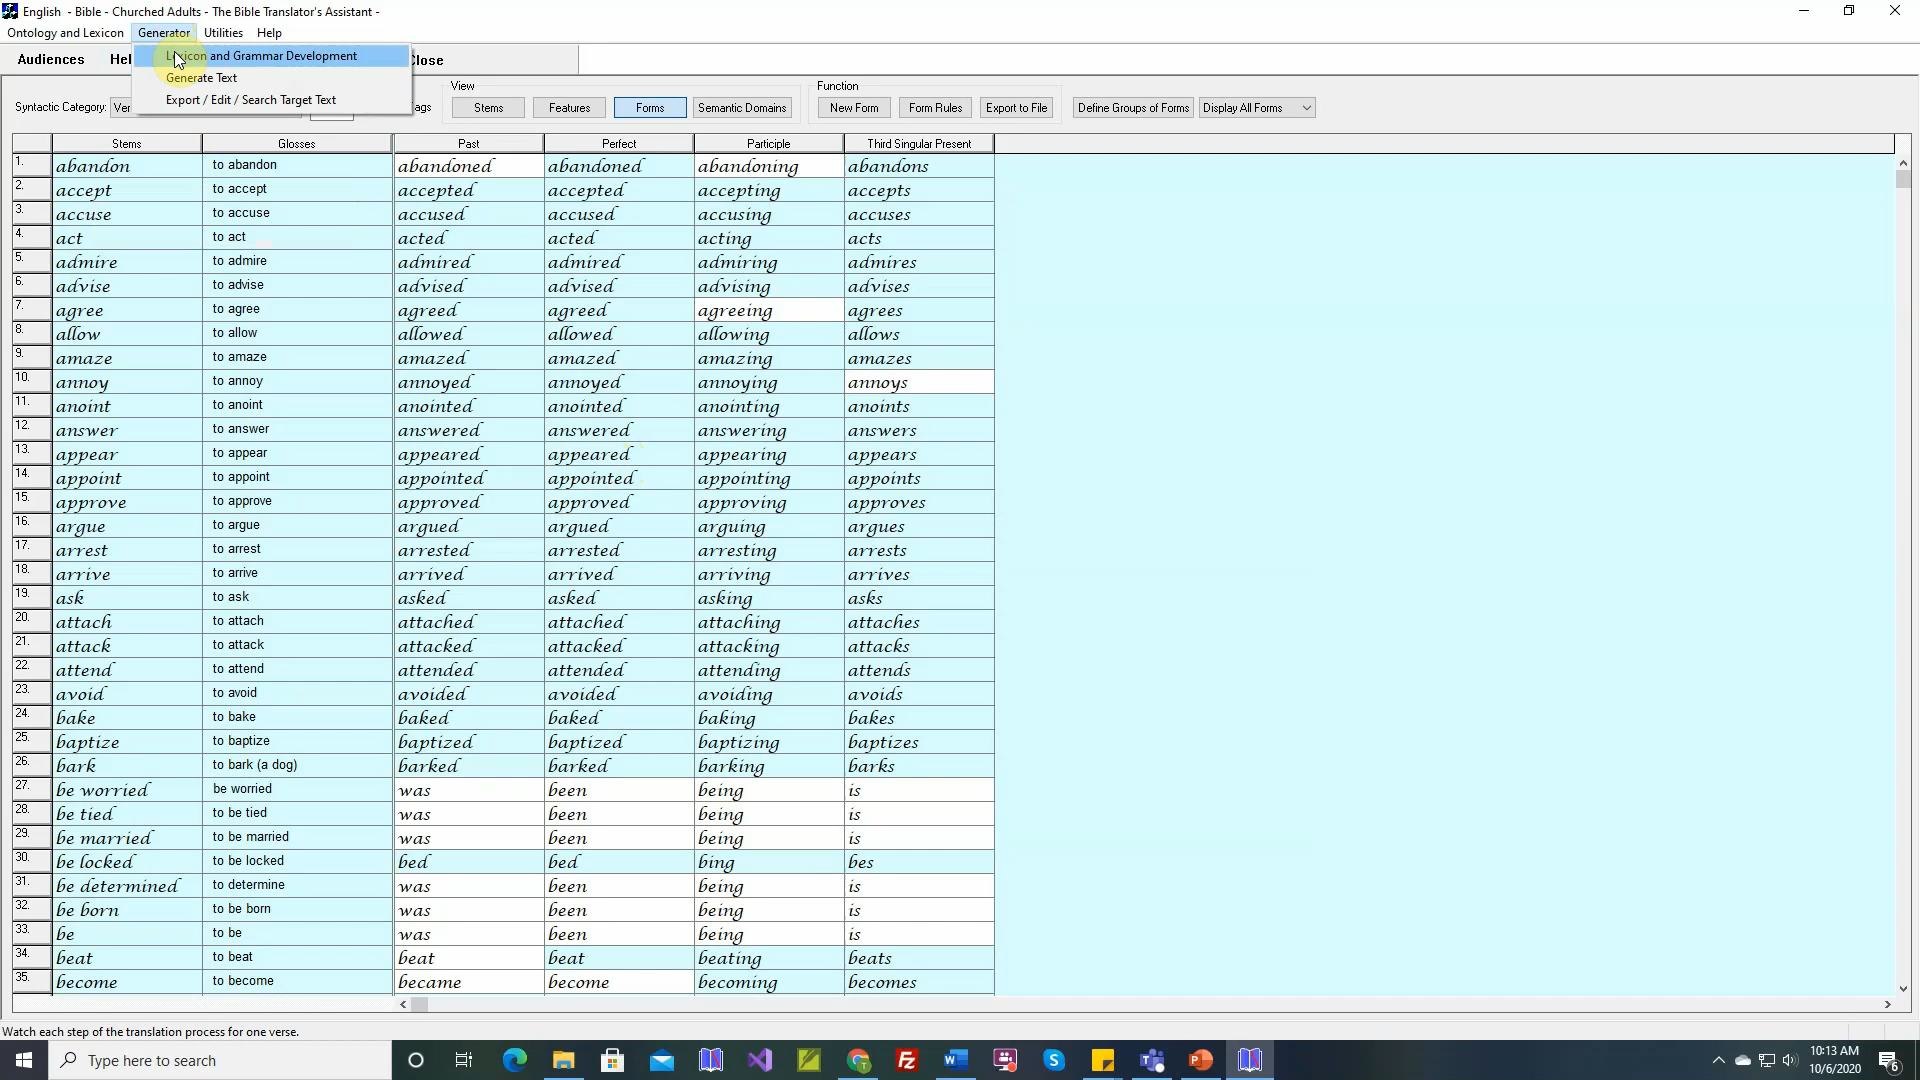 English - Bible - Churched Adults - The Bible Translator's Assistant -
Ontology and Lexicon Generator Utilities Help
Lexicon and Grammar Development
Generate Text
Export / Edit / Search Target Text
Audiences Close
View Function
Syntactic Category: Stems Features Forms Semantic Domains New Form Form Rules Export to File Define Groups of Forms Display All Forms
Stems Glosses Past Perfect Participle Third Singular Present
1. abandon to abandon abandoned abandoned abandoning abandons
2. accept to accept accepted accepted accepting accepts
3. accuse to accuse accused accused accusing accuses
4. act to act acted acted acting acts
5. admire to admire admired admired admiring admires
6. advise to advise advised advised advising advises
7. agree to agree agreed agreed agreeing agrees
8. allow to allow allowed allowed allowing allows
9. amaze to amaze amazed amazed amazing amazes
10. annoy to annoy annoyed annoyed annoying annoys
11. anoint to anoint anointed anointed anointing anoints
12. answer to answer answered answered answering answers
13. appear to appear appeared appeared appearing appears
14. appoint to appoint appointed appointed appointing appoints
15. approve to approve approved approved approving approves
16. argue to argue argued argued arguing argues
17. arrest to arrest arrested arrested arresting arrests
18. arrive to arrive arrived arrived arriving arrives
19. ask to ask asked asked asking asks
20. attach to attach attached attached attaching attaches
21. attack to attack attacked attacked attacking attacks
22. attend to attend attended attended attending attends
23. avoid to avoid avoided avoided avoiding avoids
24. bake to bake baked baked baking bakes
25. baptize to baptize baptized baptized baptizing baptizes
26. bark to bark (a dog) barked barked barking barks
27. be worried be worried was been being is
28. be tied to be tied was been being is
29. be married to be married was been being is
30. be locked to be locked bed bed bing bes
31. be determined to determine was been being is
32. be born to be born was been being is
33. be to be was been being is
34. beat to beat beat beat beating beats
35. become to become became become becoming becomes
Watch each step of the translation process for one verse.
Type here to search
10:13 AM
10/6/2020
6